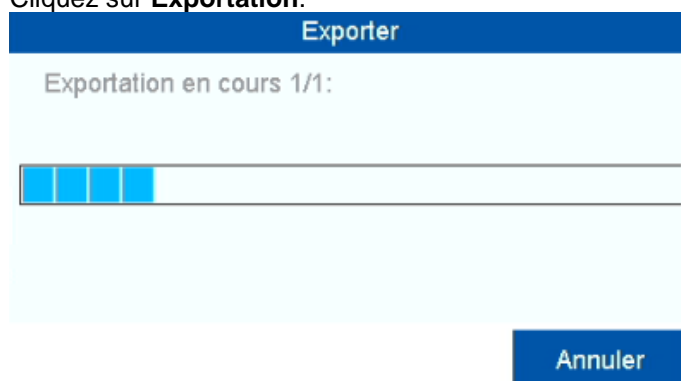 Cliquez sur Exportation.
Exporter
Exportation en cours 1/1:
Annuler